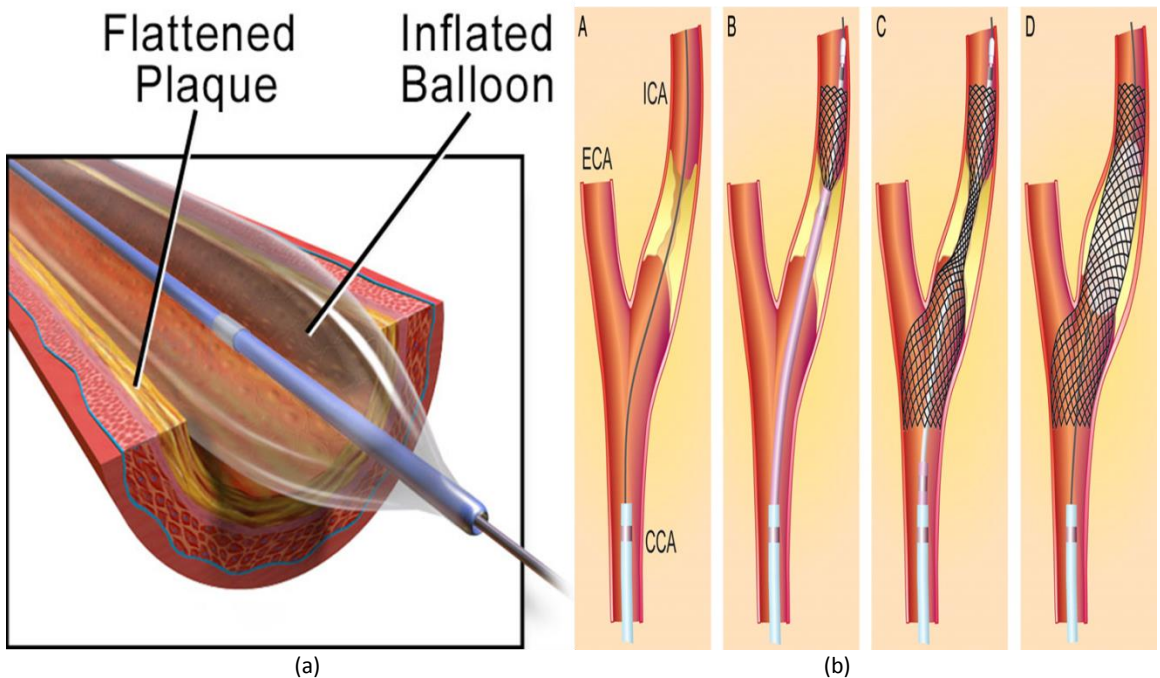 Flattened
Plaque
Inflated
Balloon
(a)
A
ICA
ECA
CCA
B
C
D
(b)